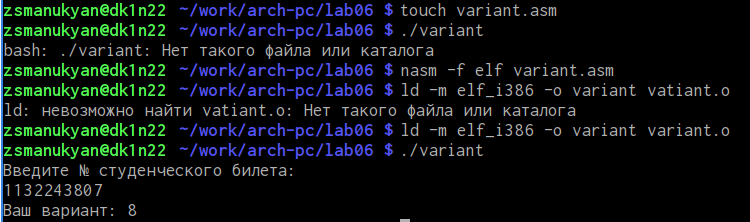 zsmanukyan@dk1n22 ~/work/arch-pc/lab06 $ touch variant.asm
zsmanukyan@dk1n22 ~/work/arch-pc/lab06 $ ./variant
bash: ./variant: Нет такого файла или каталога
zsmanukyan@dk1n22 ~/work/arch-pc/lab06 $ nasm -f elf variant.asm
zsmanukyan@dk1n22 ~/work/arch-pc/lab06 $ ld -m elf_i386 -o variant vatiant.o
ld: невозможно найти vatiant.o: Нет такого файла или каталога
zsmanukyan@dk1n22 ~/work/arch-pc/lab06 $ ld -m elf_i386 -o variant variant.o
zsmanukyan@dk1n22 ~/work/arch-pc/lab06 $ ./variant
Введите № студенческого билета:
1132243807
Ваш вариант: 8